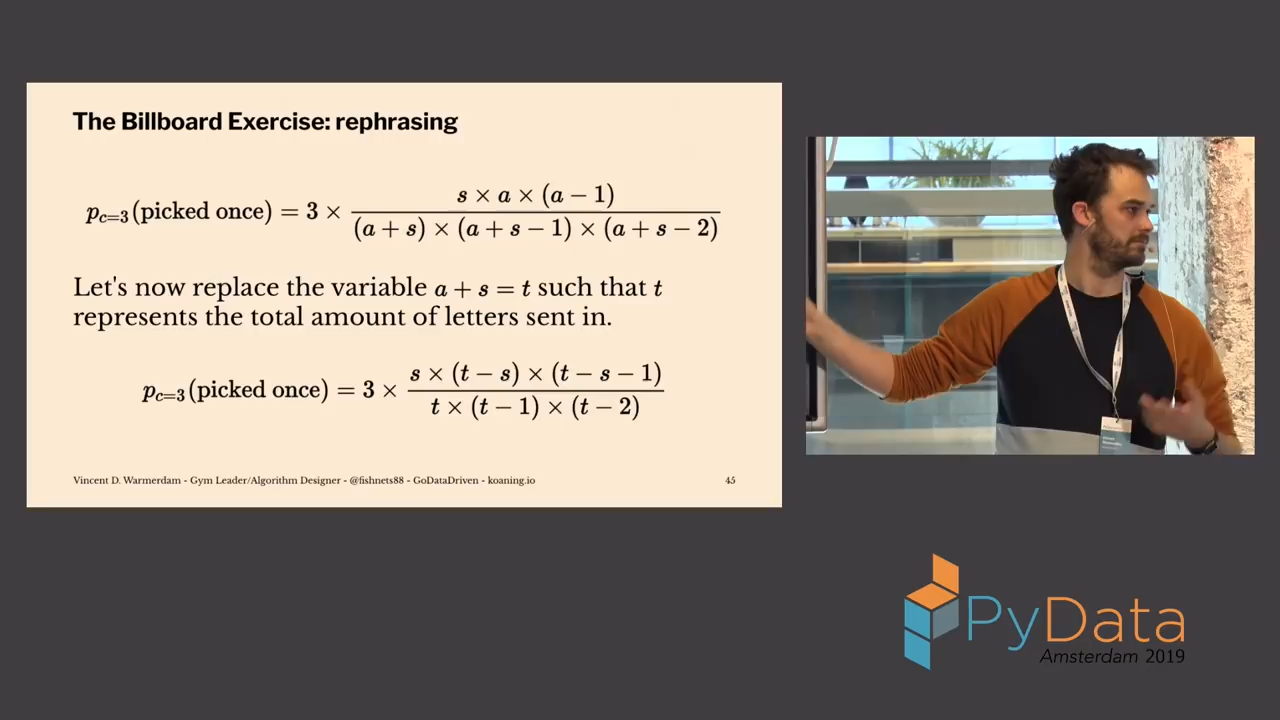 The Billboard Exercise: rephrasing
p_{c=3}(picked once) = 3 × \frac{s × a × (a − 1)}{(a + s) × (a + s − 1) × (a + s − 2)}
Let's now replace the variable a + s = t such that t
represents the total amount of letters sent in.
p_{c=3}(picked once) = 3 × \frac{s × (t − s) × (t − s − 1)}{t × (t − 1) × (t − 2)}
Vincent D. Warmerdam - Gym Leader/Algorithm Designer - @fishnets88 - GoDataDriven - koaning.io 45
PyData
Amsterdam 2019